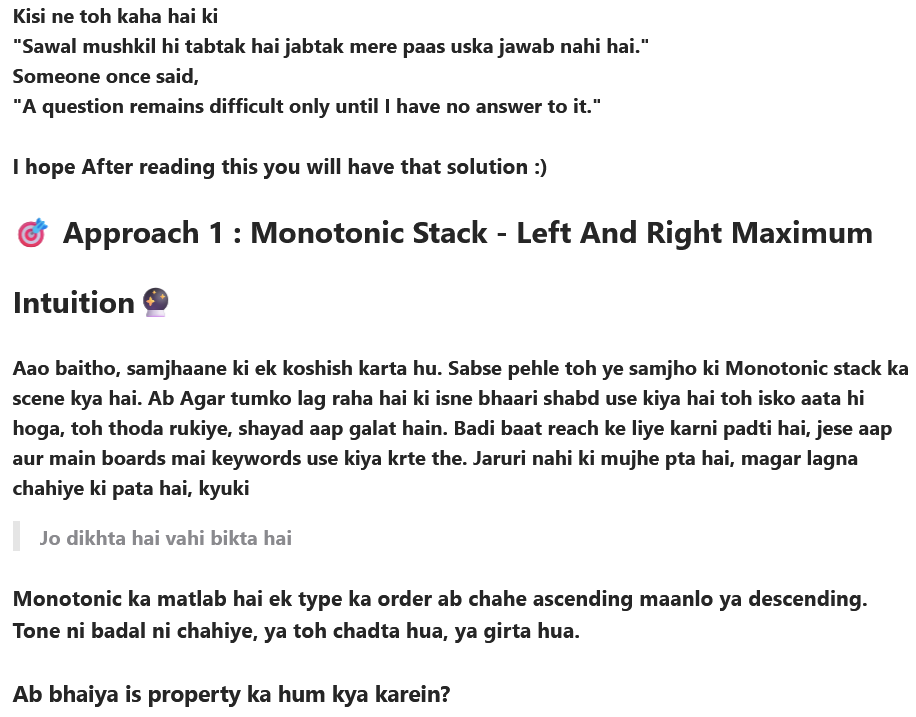 Kisi ne toh kaha hai ki
"Sawal mushkil hi tabtak hai jabtak mere paas uska jawab nahi hai."
Someone once said,
"A question remains difficult only until I have no answer to it."
I hope After reading this you will have that solution :)
🎯 Approach 1 : Monotonic Stack - Left And Right Maximum
Intuition 🔮
Aao baitho, samjhaane ki ek koshish karta hu. Sabse pehle toh ye samjho ki Monotonic stack ka
scene kya hai. Ab Agar tumko lag raha hai ki isne bhaari shabd use kiya hai toh isko aata hi
hoga, toh thoda rukiye, shayad aap galat hain. Badi baat reach ke liye karni padti hai, jese aap
aur main boards mai keywords use kiya krte the. Jaruri nahi ki mujhe pta hai, magar lagna
chahiye ki pata hai, kyuki
Jo dikhta hai vahi bikta hai
Monotonic ka matlab hai ek type ka order ab chahe ascending maanlo ya descending.
Tone ni badal ni chahiye, ya toh chadta hua, ya girta hua.
Ab bhaiya is property ka hum kya karein?